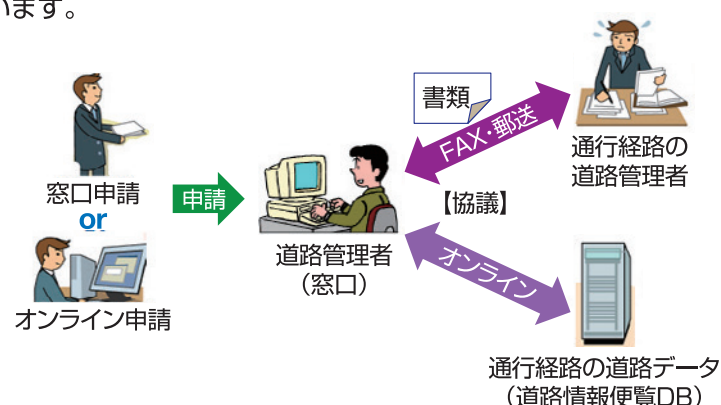 います。
書類
FAX・郵送
通行経路の
道路管理者
窓口申請
or
申請
【協議】
道路管理者
（窓口）
オンライン
オンライン申請
通行経路の道路データ
（道路情報便覧DB）